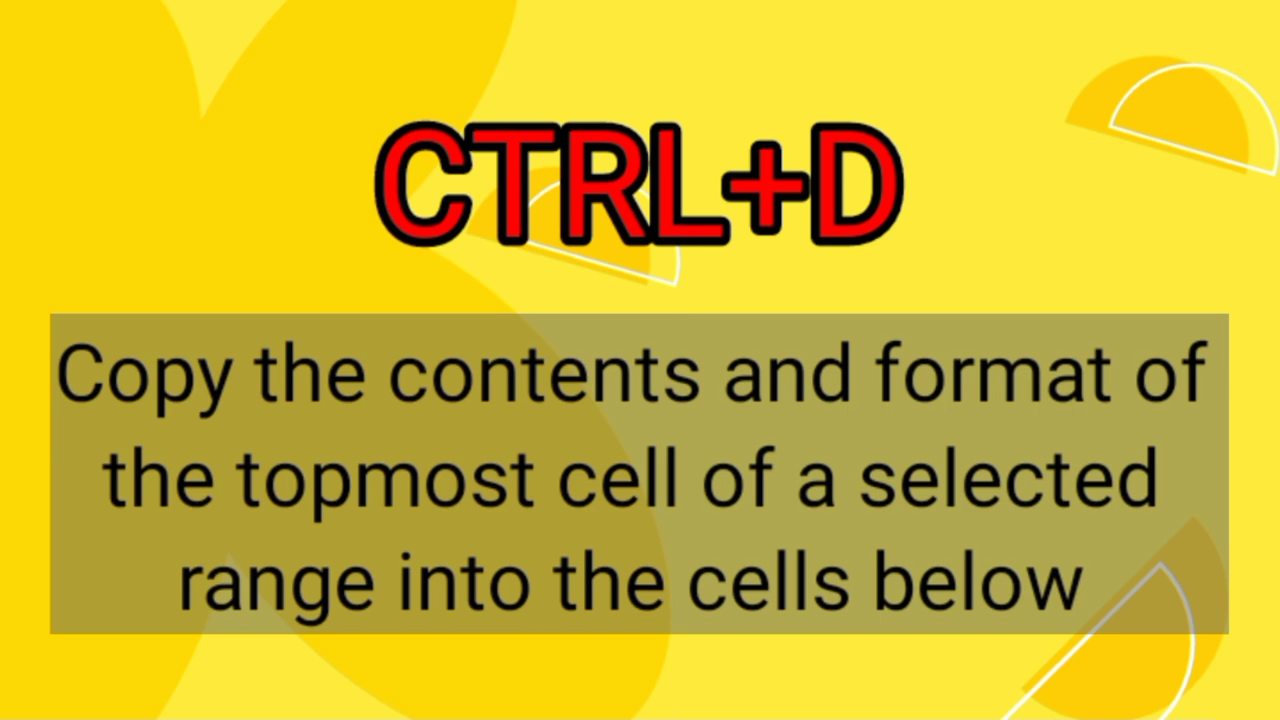 CTRL+D
Copy the contents and format of
the topmost cell of a selected
range into the cells below